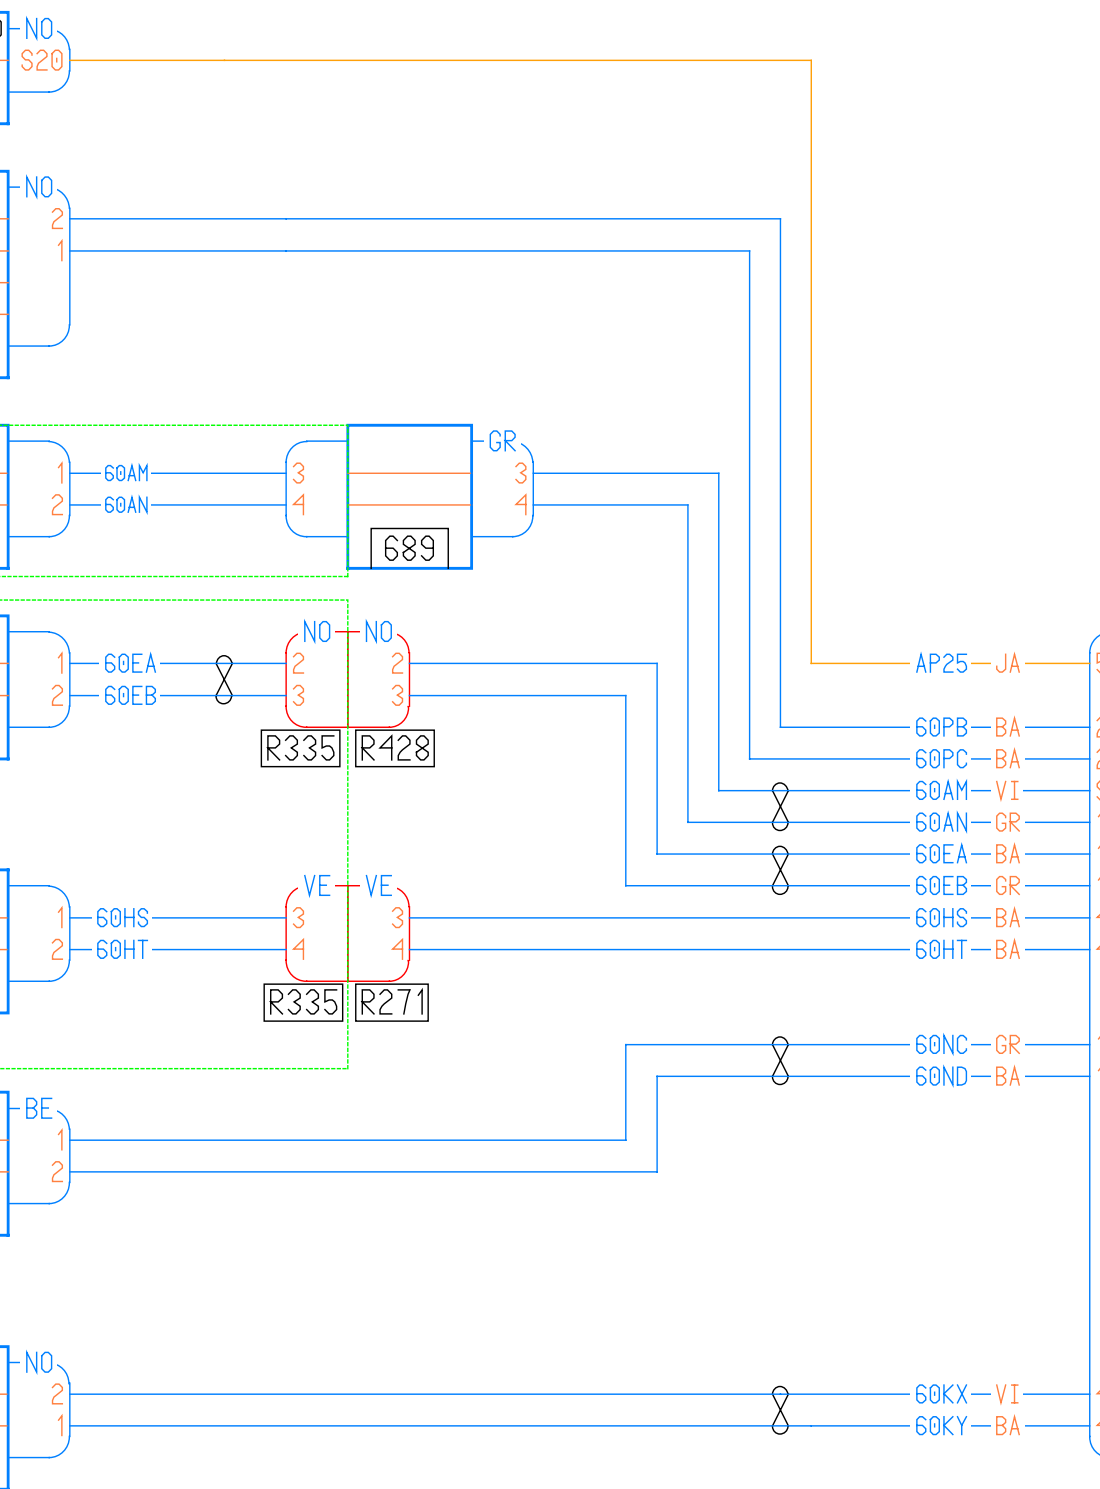 NO
S20
NO
2
1
GR
1 60AM 3 3
2 60AN 4 4
689
NO NO
1 60EA 2 2
AP25 JA
2 60EB 3 3
R335 R428
60PB BA
60PC BA
60AM VI
60AN GR
60EA BA
VE VE
60EB GR
1 60HS 3 3 60HS BA
2 60HT 4 4 60HT BA
R335 R271
60NC GR
60ND BA
BE
1
2
NO
2 60KX VI
1 60KY BA